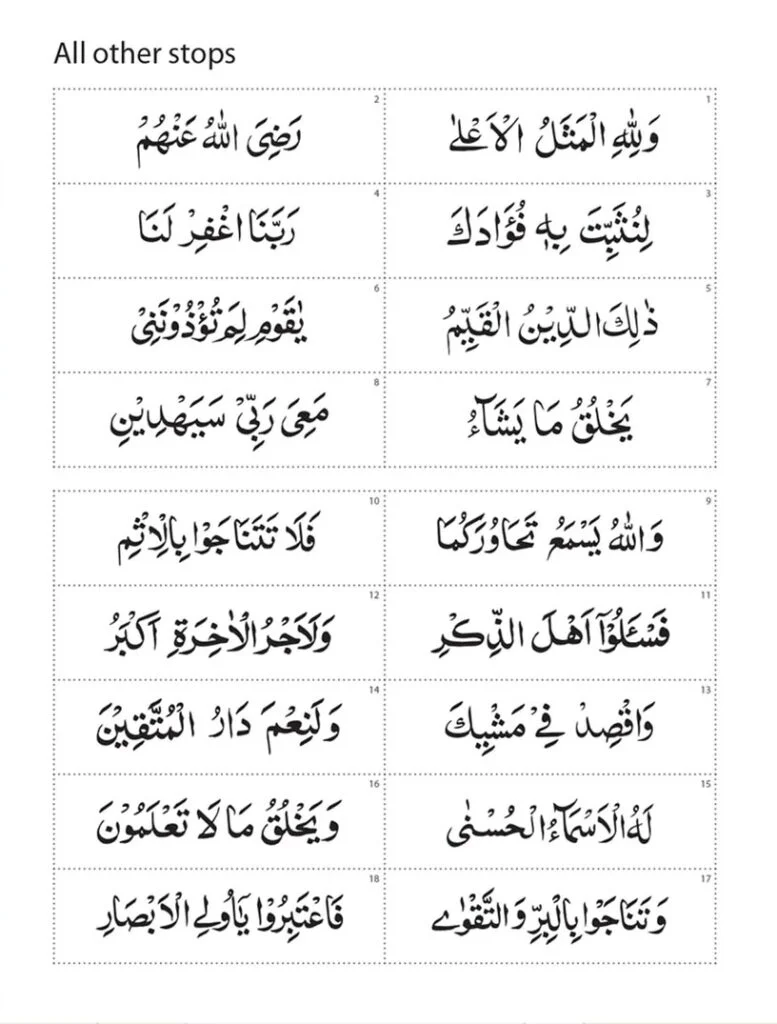 All other stops
1
وَلِلّٰهِ الْمَثَلُ الْاَعْلٰى
2
رَضِىَ اللّٰهُ عَنْهُمْ
3
لِنُثَبِّتَ بِهٖ فُؤَادَكَ
4
رَبَّنَا اغْفِرْ لَنَا
5
ذٰلِكَ الدِّيْنُ الْقَيِّمُ
6
يٰقَوْمِ لِمَ تُؤْذُوْنَنِىْ
7
يَخْلُقُ مَا يَشَآءُ
8
مَعِىَ رَبِّىْ سَيَهْدِيْنِ
9
وَاللّٰهُ يَسْمَعُ تَحَاوُرَكُمَا
10
فَلَا تَتَنَاجَوْا بِالْاِثْمِ
11
فَسْـَٔلُوْٓا اَهْلَ الذِّكْرِ
12
وَلَاَجْرُ الْاٰخِرَةِ اَكْبَرُ
13
وَاقْصِدْ فِىْ مَشْيِكَ
14
وَلَنِعْمَ دَارُ الْمُتَّقِيْنَ
15
لَهُ الْاَسْمَآءُ الْحُسْنٰى
16
وَيَخْلُقُ مَا لَا تَعْلَمُوْنَ
17
وَتَنَاجَوْا بِالْبِرِّ وَالتَّقْوٰى
18
فَاعْتَبِرُوْا يٰٓاُولِى الْاَبْصَارِ